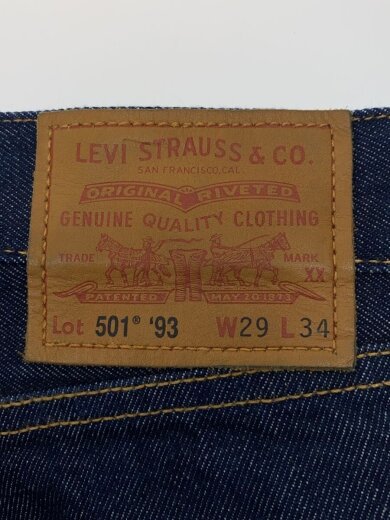 LEVI STRAUSS & CO.
SAN FRANCISCO, CAL.
ORIGINAL RIVETED
GENUINE QUALITY CLOTHING
TRADE MARK
XX
PATENTED MAY 20 1873
Lot 501® '93 W29 L34